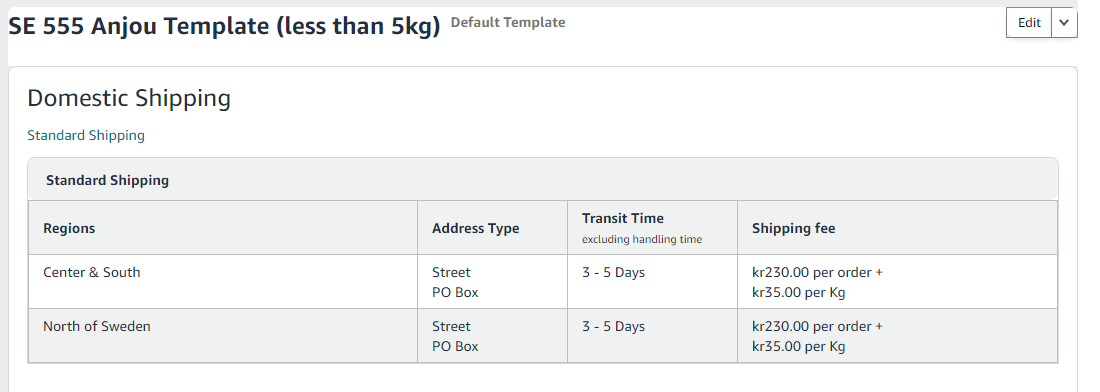 SE 555 Anjou Template (less than 5kg) Default Template Edit
Domestic Shipping
Standard Shipping
Standard Shipping
Regions Address Type Transit Time excluding handling time Shipping fee
Center & South Street PO Box 3 - 5 Days kr230.00 per order + kr35.00 per Kg
North of Sweden Street PO Box 3 - 5 Days kr230.00 per order + kr35.00 per Kg